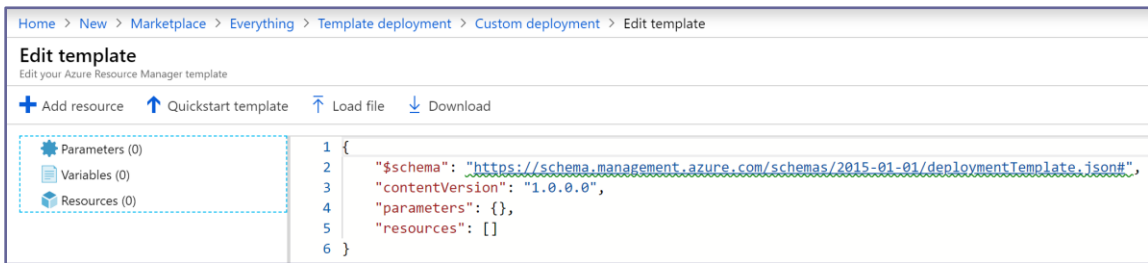 Home > New > Marketplace > Everything > Template deployment > Custom deployment > Edit template
Edit template
Edit your Azure Resource Manager template
Add resource Quickstart template Load file Download
Parameters (0)
Variables (0)
Resources (0)
1 {
2 "$schema": "https://schema.management.azure.com/schemas/2015-01-01/deploymentTemplate.json#",
3 "contentVersion": "1.0.0.0",
4 "parameters": {},
5 "resources": []
6 }